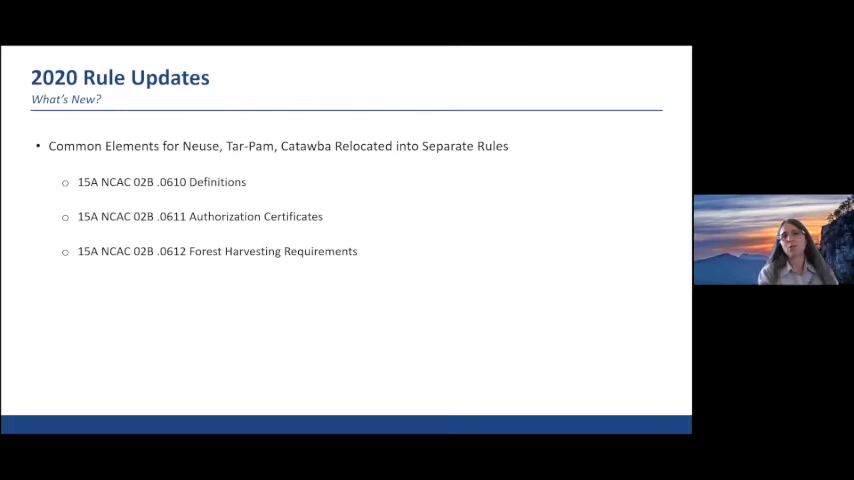 2020 Rule Updates
What's New?
• Common Elements for Neuse, Tar-Pam, Catawba Relocated into Separate Rules
o 15A NCAC 02B .0610 Definitions
o 15A NCAC 02B .0611 Authorization Certificates
o 15A NCAC 02B .0612 Forest Harvesting Requirements